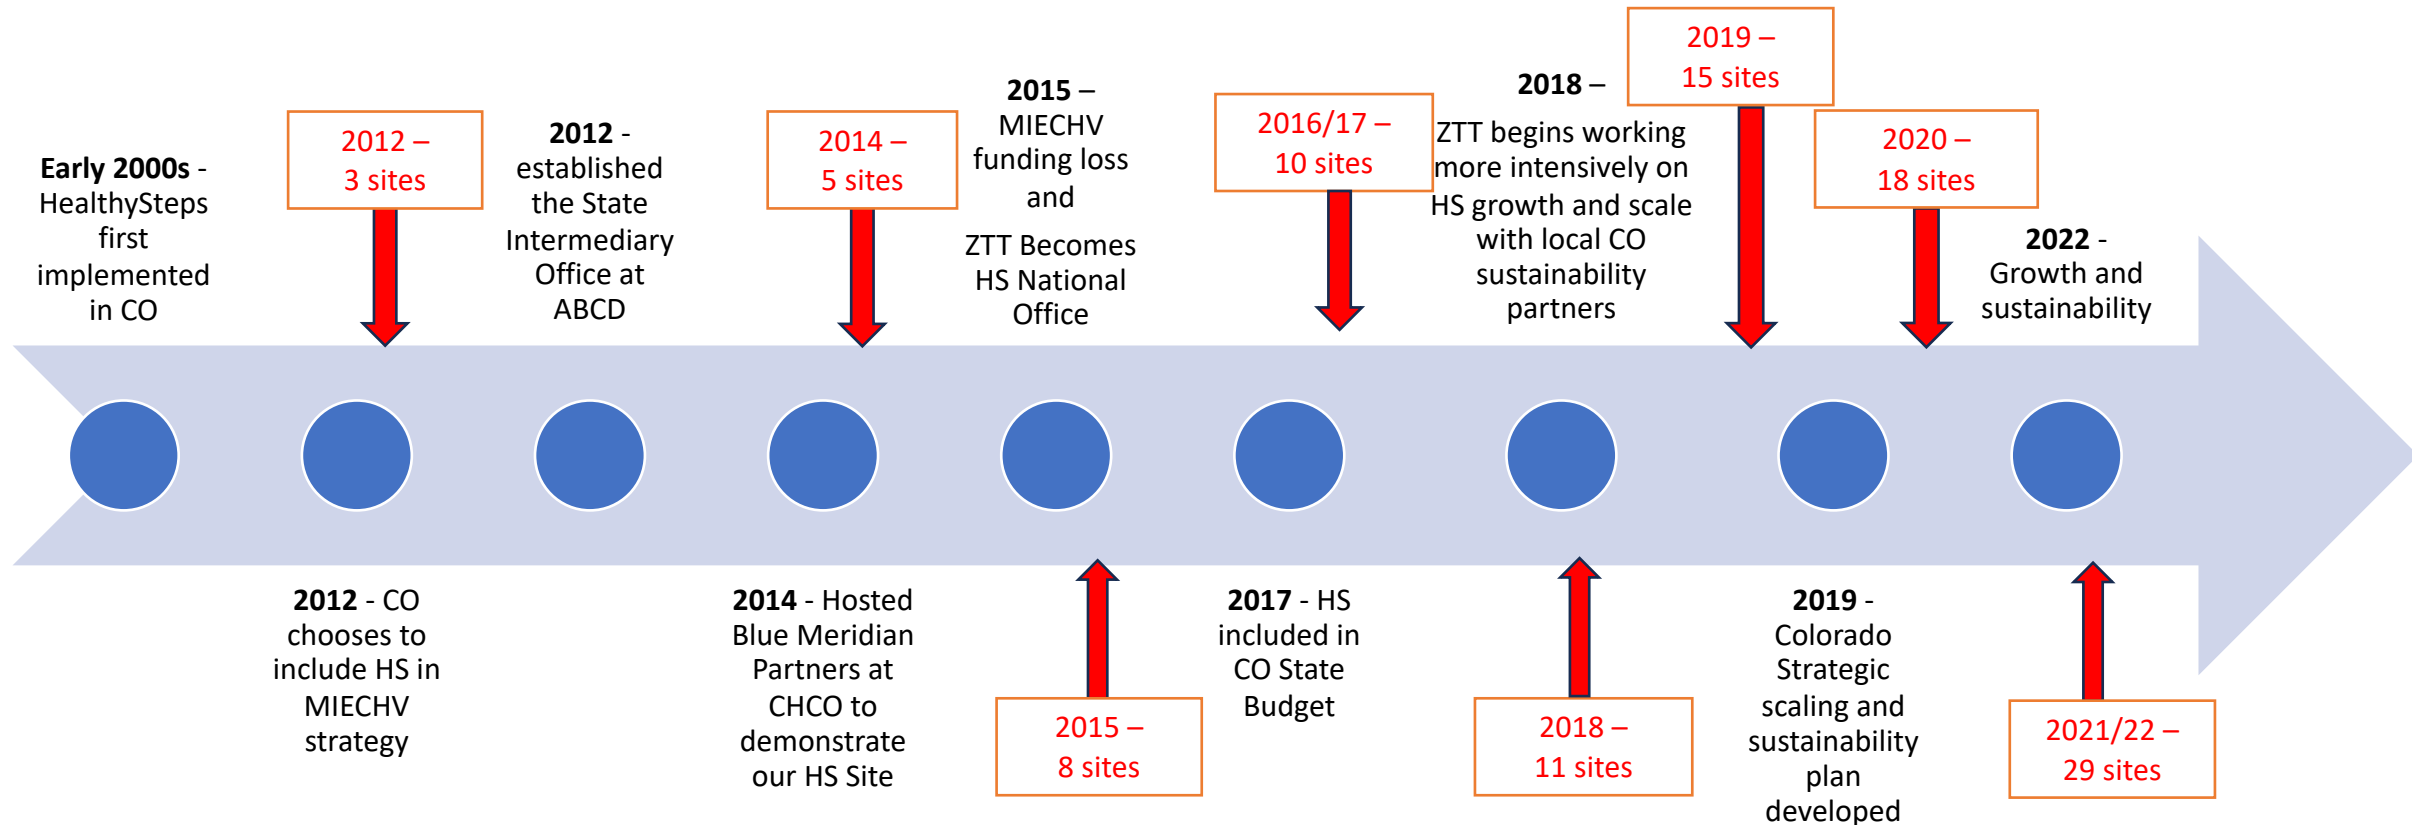 Early 2000s -
HealthySteps
first
implemented
in CO
2012 –
3 sites
2012 -
established
the State
Intermediary
Office at
ABCD
2014 –
5 sites
2015 –
MIECHV
funding loss
and
ZTT Becomes
HS National
Office
2016/17 –
10 sites
2018 –
ZTT begins working
more intensively on
HS growth and scale
with local CO
sustainability
partners
2019 –
15 sites
2020 –
18 sites
2022 -
Growth and
sustainability
2012 - CO
chooses to
include HS in
MIECHV
strategy
2014 - Hosted
Blue Meridian
Partners at
CHCO to
demonstrate
our HS Site
2015 –
8 sites
2017 - HS
included in
CO State
Budget
2018 –
11 sites
2019 -
Colorado
Strategic
scaling and
sustainability
plan
developed
2021/22 –
29 sites